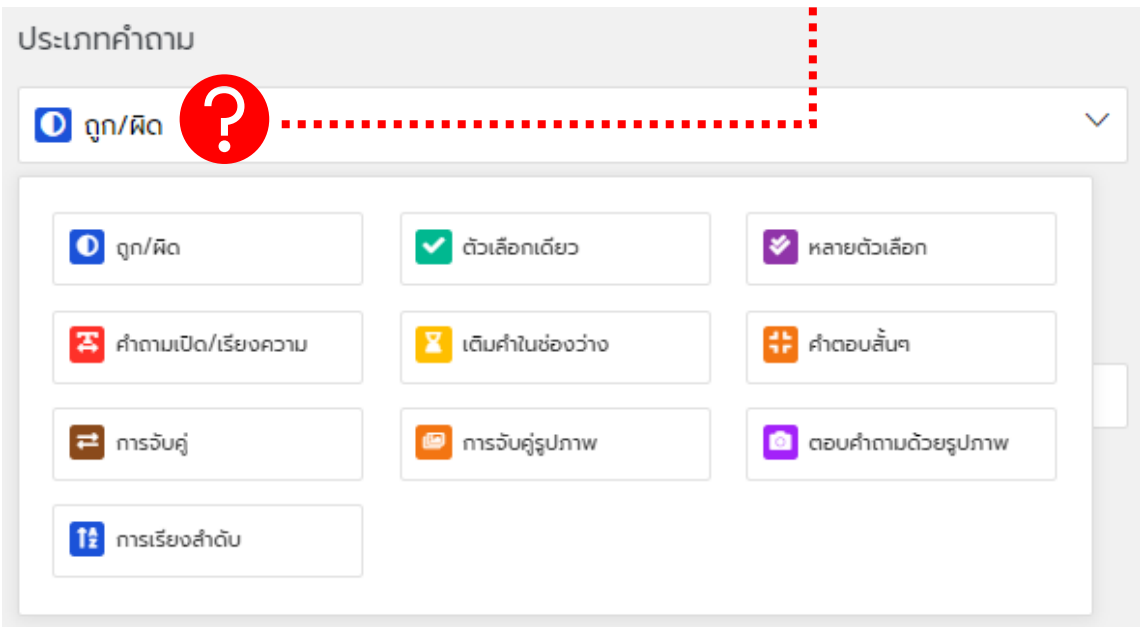 ประเภทคำถาม
ถูก/ผิด
?
ถูก/ผิด
ตัวเลือกเดียว
หลายตัวเลือก
คำถามเปิด/เรียงความ
เติมคำในช่องว่าง
คำตอบสั้นๆ
การจับคู่
การจับคู่รูปภาพ
ตอบคำถามด้วยรูปภาพ
การเรียงลำดับ